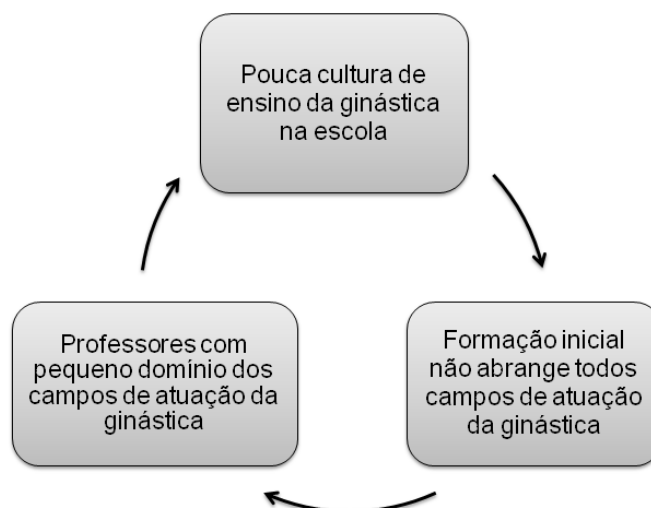 Pouca cultura de
ensino da ginástica
na escola
Formação inicial
não abrange todos
campos de atuação
da ginástica
Professores com
pequeno domínio dos
campos de atuação da
ginástica